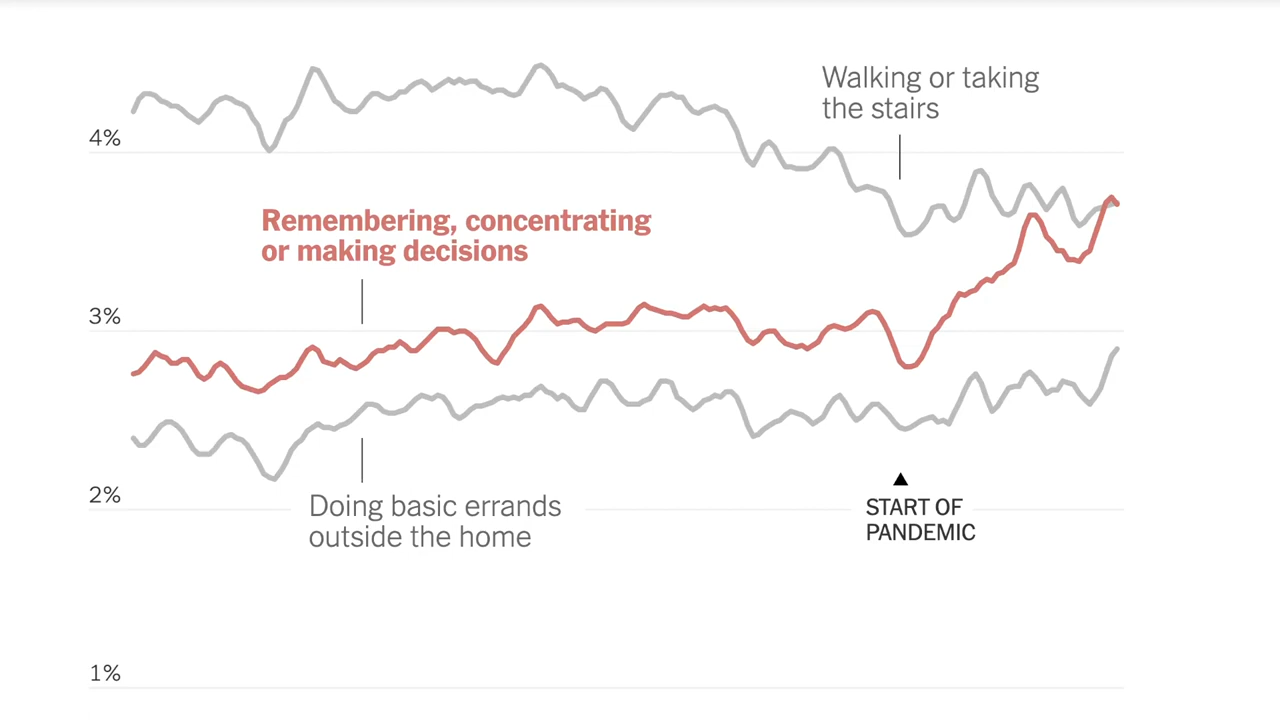 Walking or taking
the stairs
4%
Remembering, concentrating
or making decisions
3%
2%
Doing basic errands
outside the home
START OF
PANDEMIC
1%